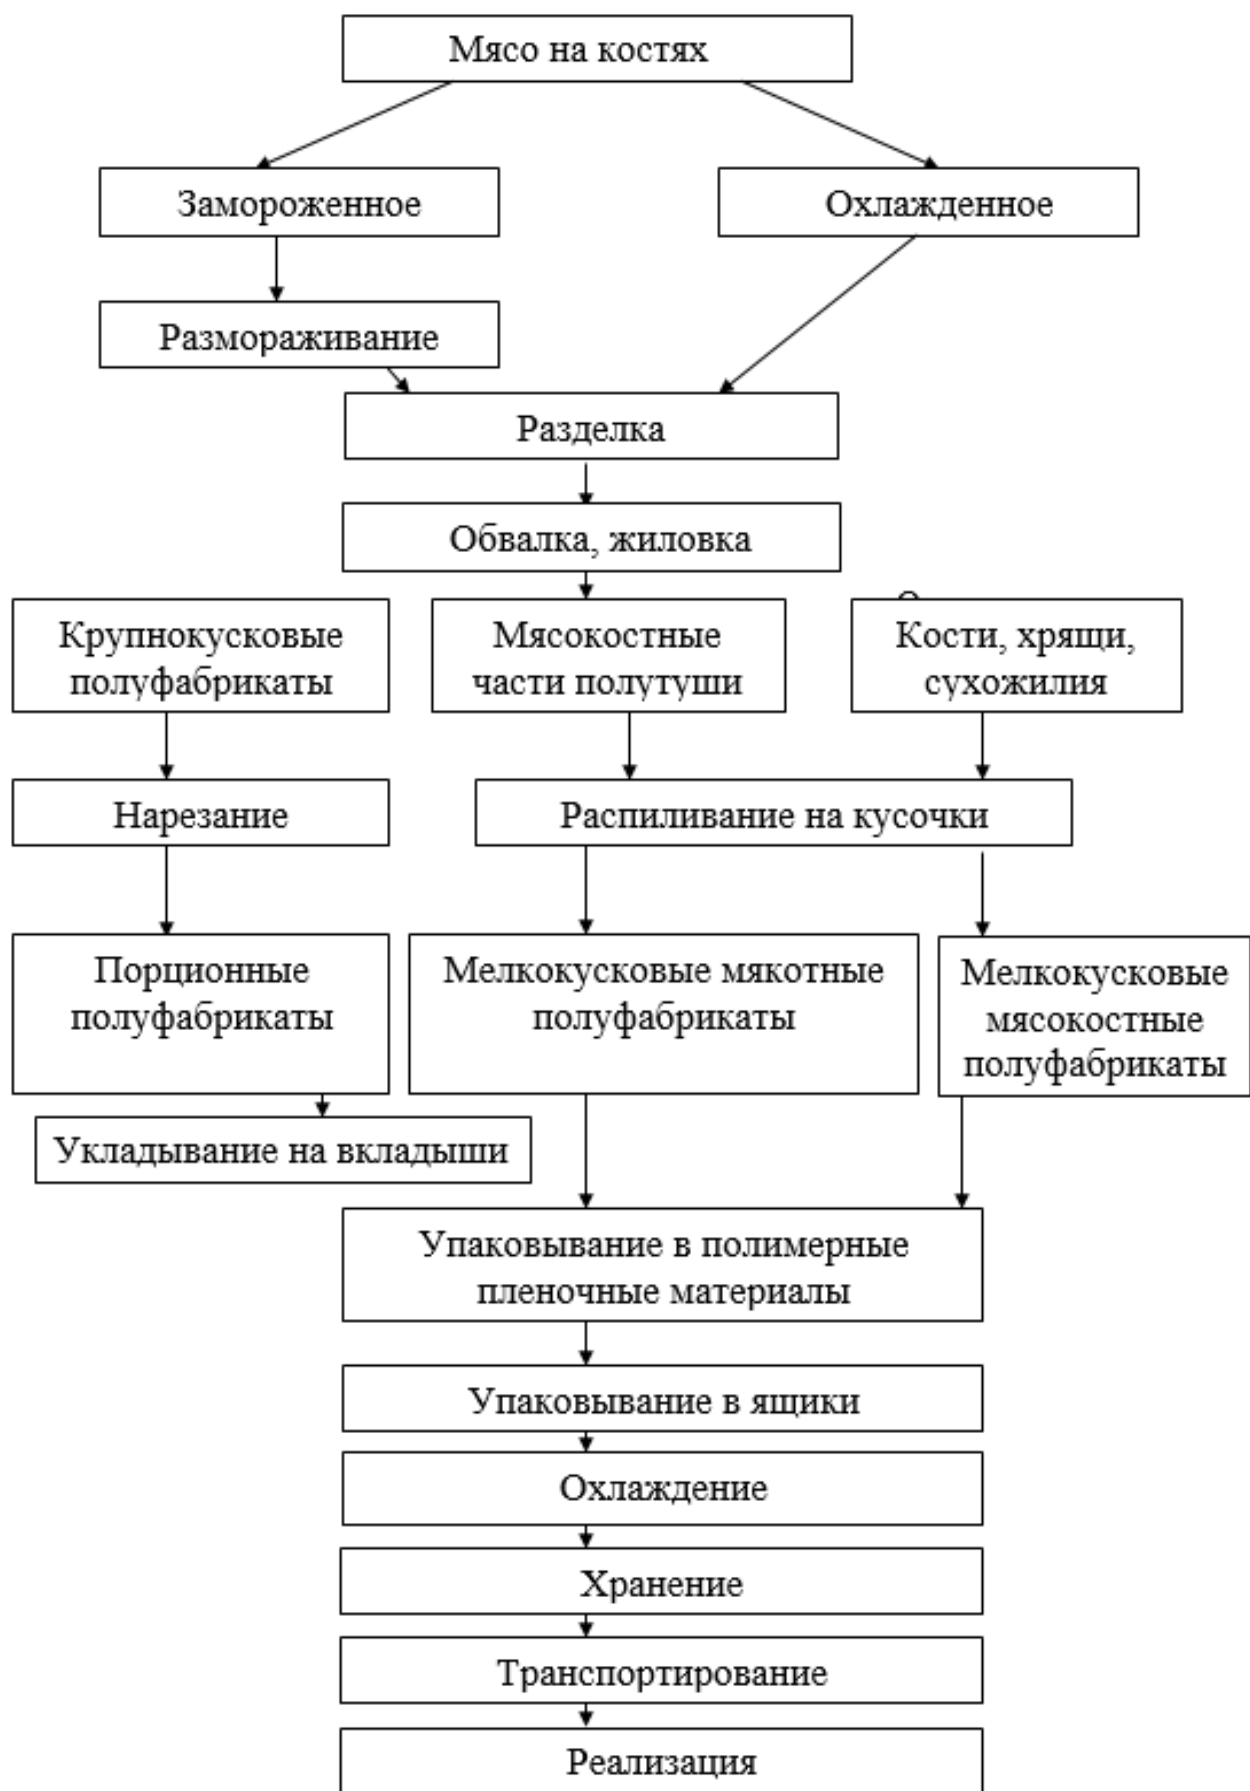 Мясо на костях
Замороженное
Охлажденное
Размораживание
Разделка
Обвалка, жиловка
Крупнокусковые
полуфабрикаты
Мясокостные
части полутуши
Кости, хрящи,
сухожилия
Нарезание
Распиливание на кусочки
Порционные
полуфабрикаты
Мелкокусковые мякотные
полуфабрикаты
Мелкокусковые
мясокостные
полуфабрикаты
Укладывание на вкладыши
Упаковывание в полимерные
пленочные материалы
Упаковывание в ящики
Охлаждение
Хранение
Транспортирование
Реализация